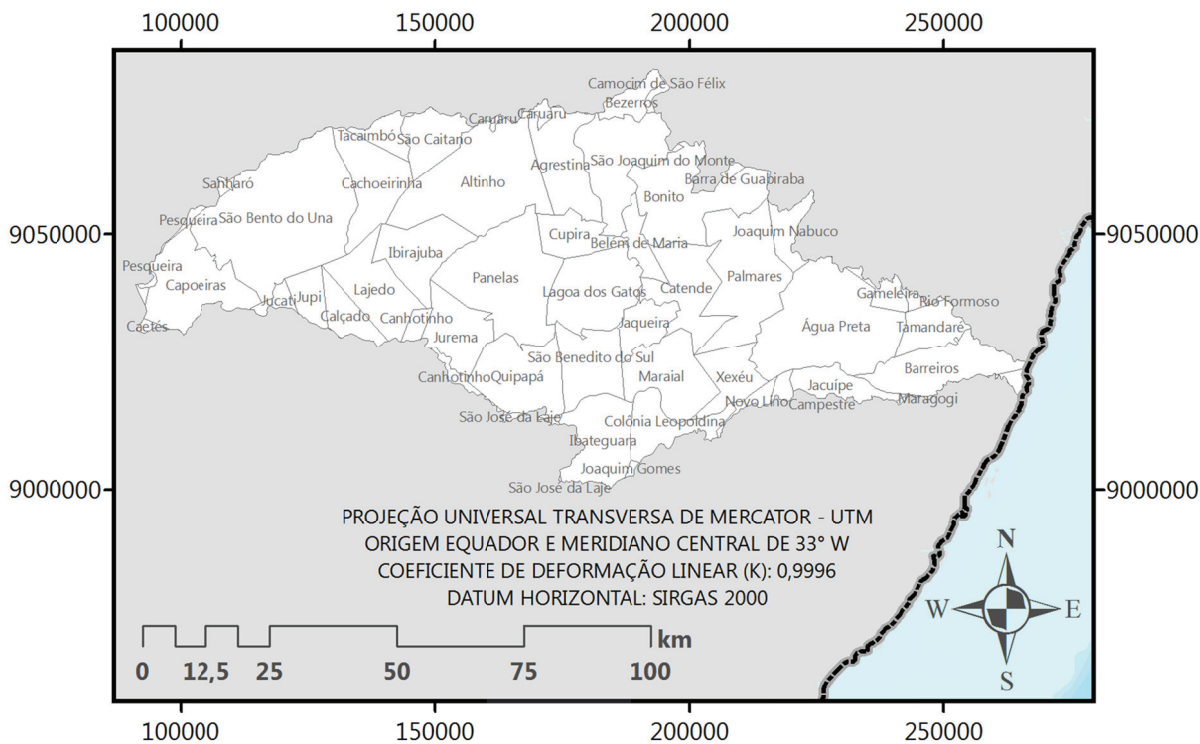 100000 150000 200000 250000
Camocim de São Félix
Bezerros
Caruaru Caruaru
Tacaimbó São Caitano
Agrestina São Joaquim do Monte
Sanharó Cachoeirinha Altinho Barra de Guabiraba
Bonito
Pesqueira São Bento do Una
9050000 Cupira Joaquim Nabuco 9050000
Belém de Maria
Ibirajuba
Pesqueira
Capoeiras Panelas Palmares
Lajedo Lagoa dos Gatos Catende Gameleira
Jucati Jupi Rio Formoso
Calçado Canhotinho
Caetés Jaqueira Água Preta Tamandaré
Jurema
São Benedito do Sul
Barreiros
Canhotinho Quipapá Maraial Xexéu
Jacuípe
Novo Lino Campestre Maragogi
São José da Laje Colônia Leopoldina
Ibateguara
Joaquim Gomes
São José da Laje
9000000 9000000
PROJEÇÃO UNIVERSAL TRANSVERSA DE MERCATOR - UTM
ORIGEM EQUADOR E MERIDIANO CENTRAL DE 33° W
COEFICIENTE DE DEFORMAÇÃO LINEAR (K): 0,9996
DATUM HORIZONTAL: SIRGAS 2000
N
W E
S
km
0 12,5 25 50 75 100
100000 150000 200000 250000